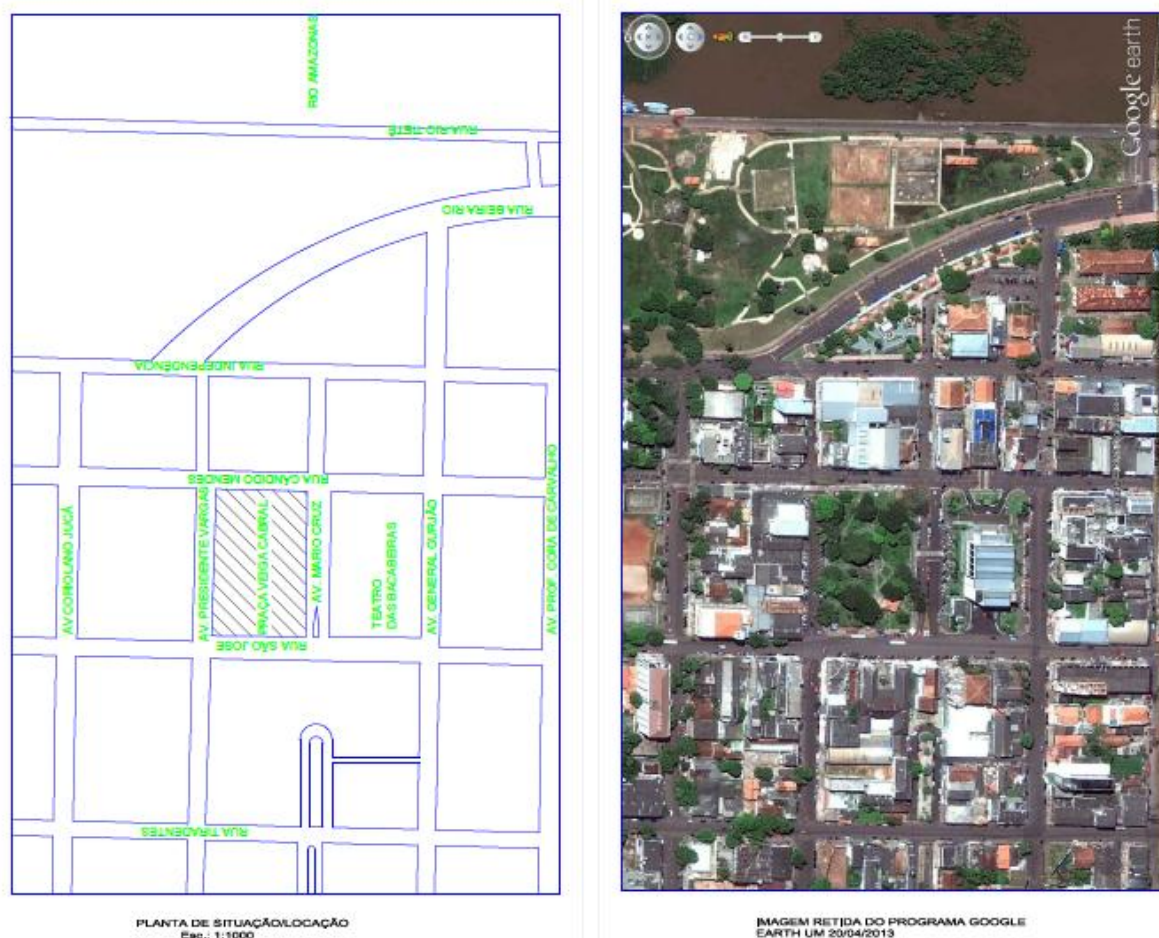 RIO AMAZONAS
RUA RIO TIETÊ
RUA BEIRA RIO
RUA INDEPENDÊNCIA
RUA CÂNDIDO MENDES
AV CORIOLANO JUCÁ
AV PRESIDENTE VARGAS
PRAÇA VEIGA CABRAL
AV. MARIO CRUZ
TEATRO
DAS BACABEIRAS
AV. GENERAL GURJÃO
AV. PROF. CORA DE CARVALHO
RUA SÃO JOSÉ
RUA TIRADENTES
PLANTA DE SITUAÇÃO/LOCAÇÃO
Esc.: 1:1000
Google earth
IMAGEM RETIDA DO PROGRAMA GOOGLE
EARTH UM 20/04/2013